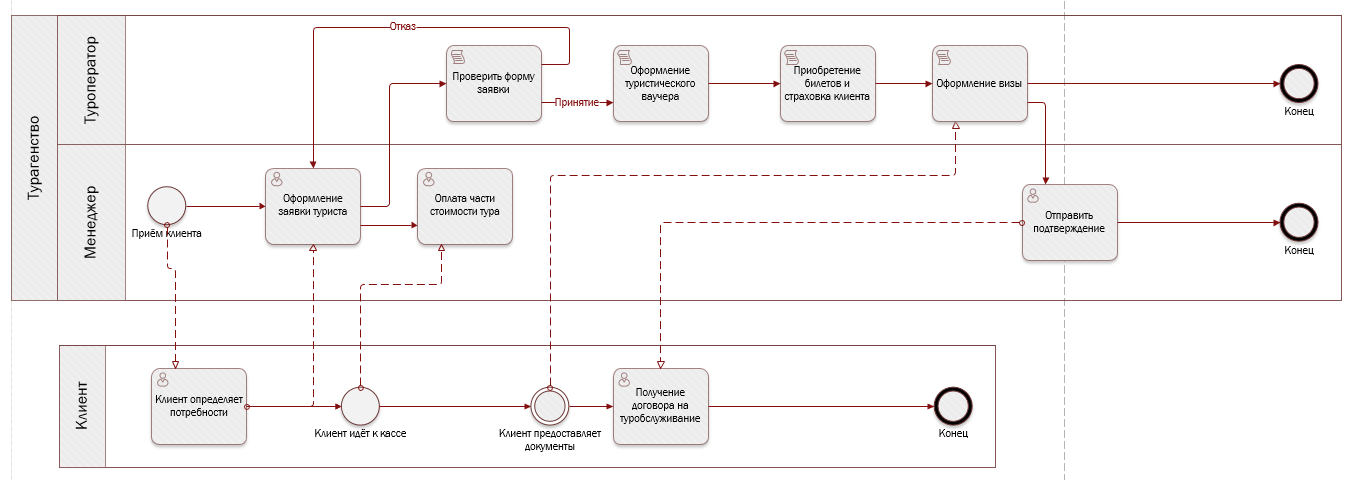 Турагенство
Туроператор
Отказ
Проверить форму
заявки
Принятие
Оформление
туристического
ваучера
Приобретение
билетов и
страховка клиента
Оформление визы
Конец
Менеджер
Приём клиента
Оформление
заявки туриста
Оплата части
стоимости тура
Отправить
подтверждение
Конец
Клиент
Клиент определяет
потребности
Клиент идёт к кассе
Клиент предоставляет
документы
Получение
договора на
туробслуживание
Конец